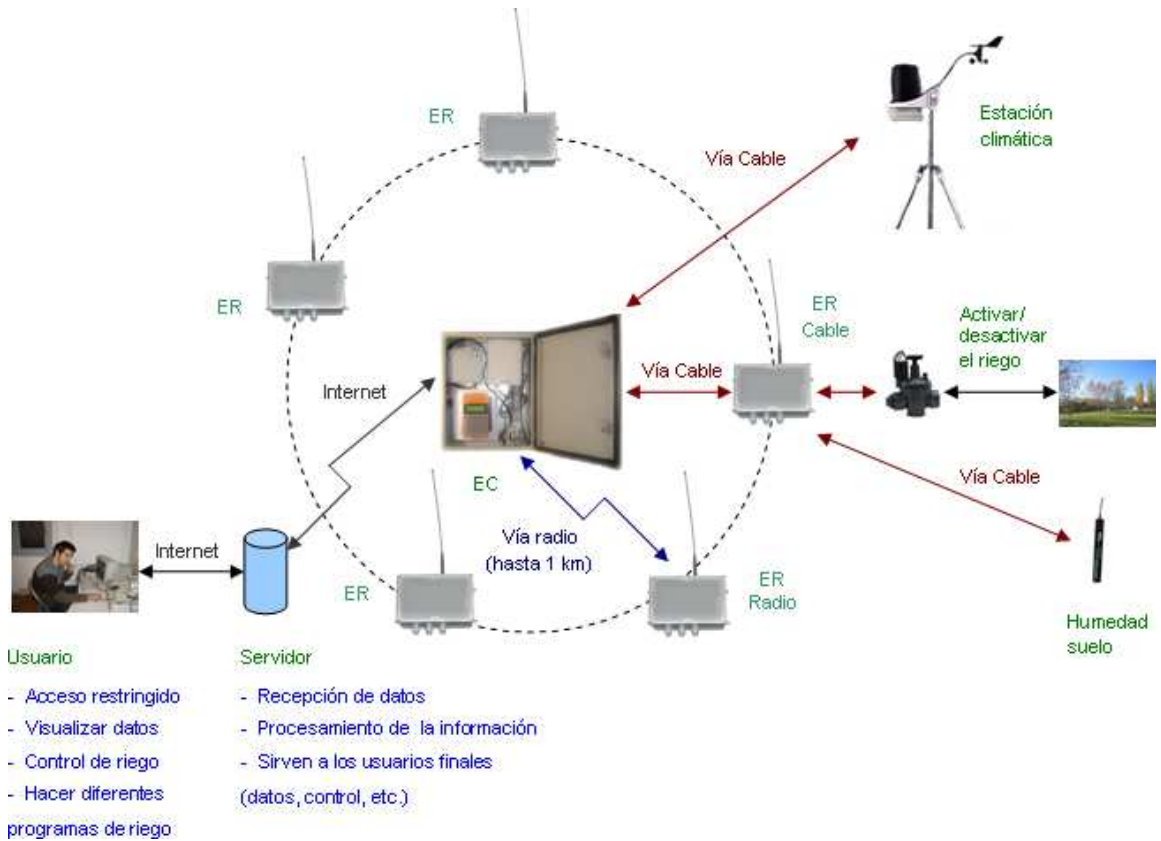 ER
Estación
climática
Vía Cable
ER
ER
Cable
Activar/
desactivar
el riego
Vía Cable
Internet
Vía Cable
EC
Internet
Vía radio
(hasta 1 km)
ER
ER
Radio
Humedad
suelo
Usuario
- Acceso restringido
- Visualizar datos
- Control de riego
- Hacer diferentes
programas de riego
Servidor
- Recepción de datos
- Procesamiento de la información
- Sirven a los usuarios finales
(datos, control, etc.)